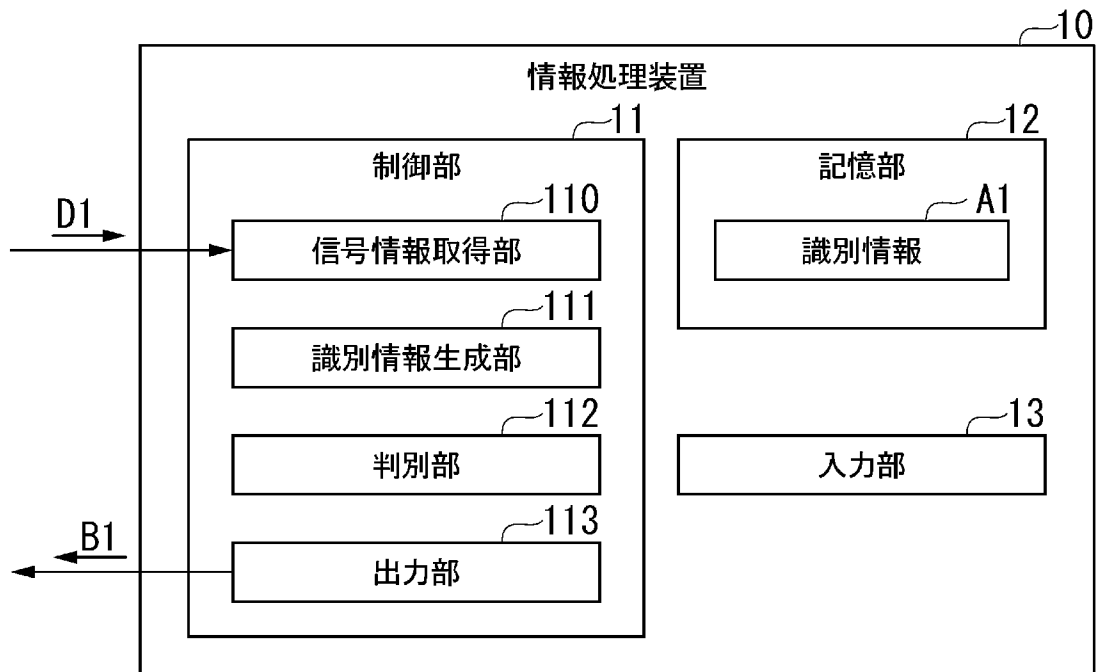 10
情報処理装置
11
制御部
12
記憶部
D1
110
信号情報取得部
A1
識別情報
111
識別情報生成部
112
判別部
13
入力部
B1
113
出力部